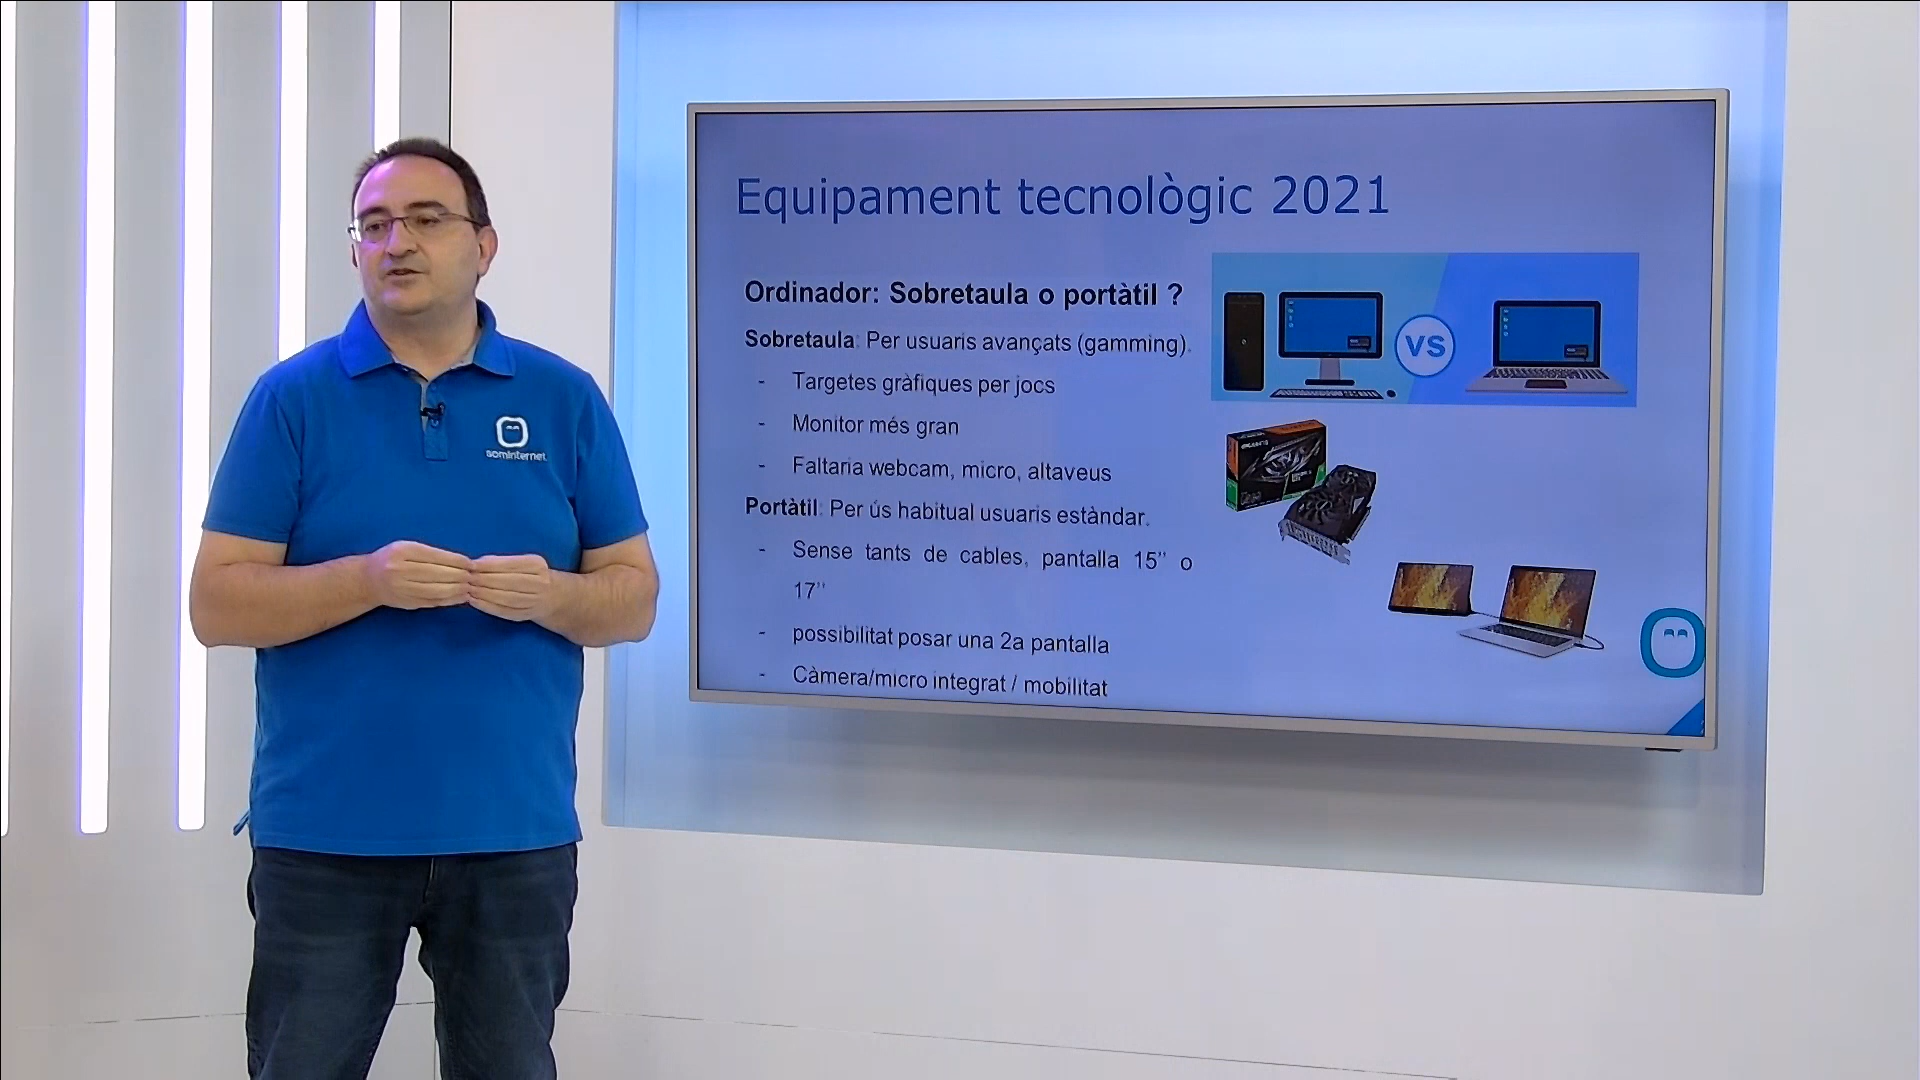 Equipament tecnològic 2021
Ordinador: Sobretaula o portàtil ?
Sobretaula: Per usuaris avançats (gamming).
- Targetes gràfiques per jocs
- Monitor més gran
- Faltaria webcam, micro, altaveus
Portàtil: Per ús habitual usuaris estàndar.
- Sense tants de cables, pantalla 15’’ o
17’’
- possibilitat posar una 2a pantalla
- Càmera/micro integrat / mobilitat
VS
sominternet